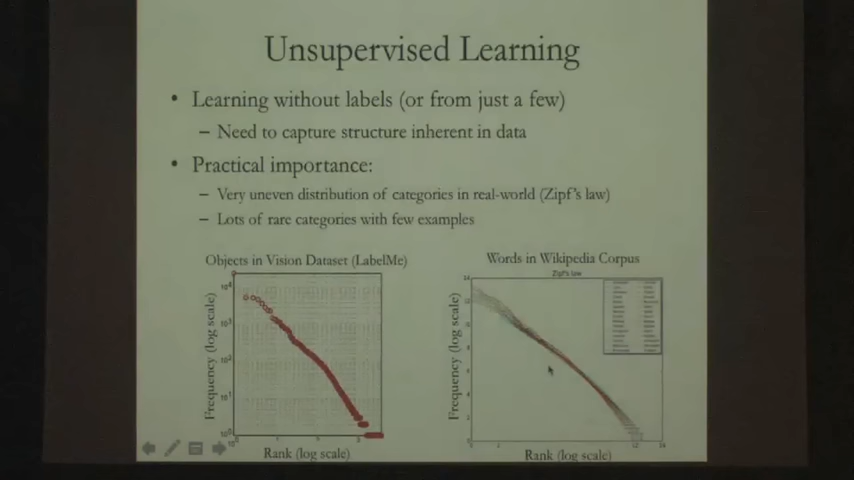 Unsupervised Learning
• Learning without labels (or from just a few)
– Need to capture structure inherent in data
• Practical importance:
– Very uneven distribution of categories in real-world (Zipf's law)
– Lots of rare categories with few examples
Objects in Vision Dataset (LabelMe)
Frequency (log scale)
Rank (log scale)
Words in Wikipedia Corpus
Zipf's law
Frequency (log scale)
Rank (log scale)